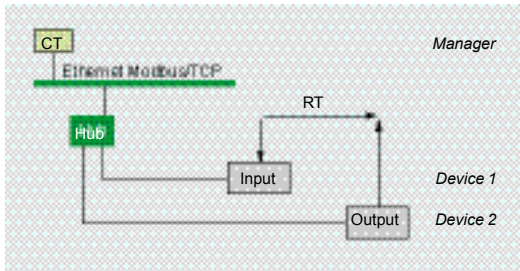 CT
Manager
Ethernet Modbus/TCP
RT
Hub
Input
Device 1
Output
Device 2